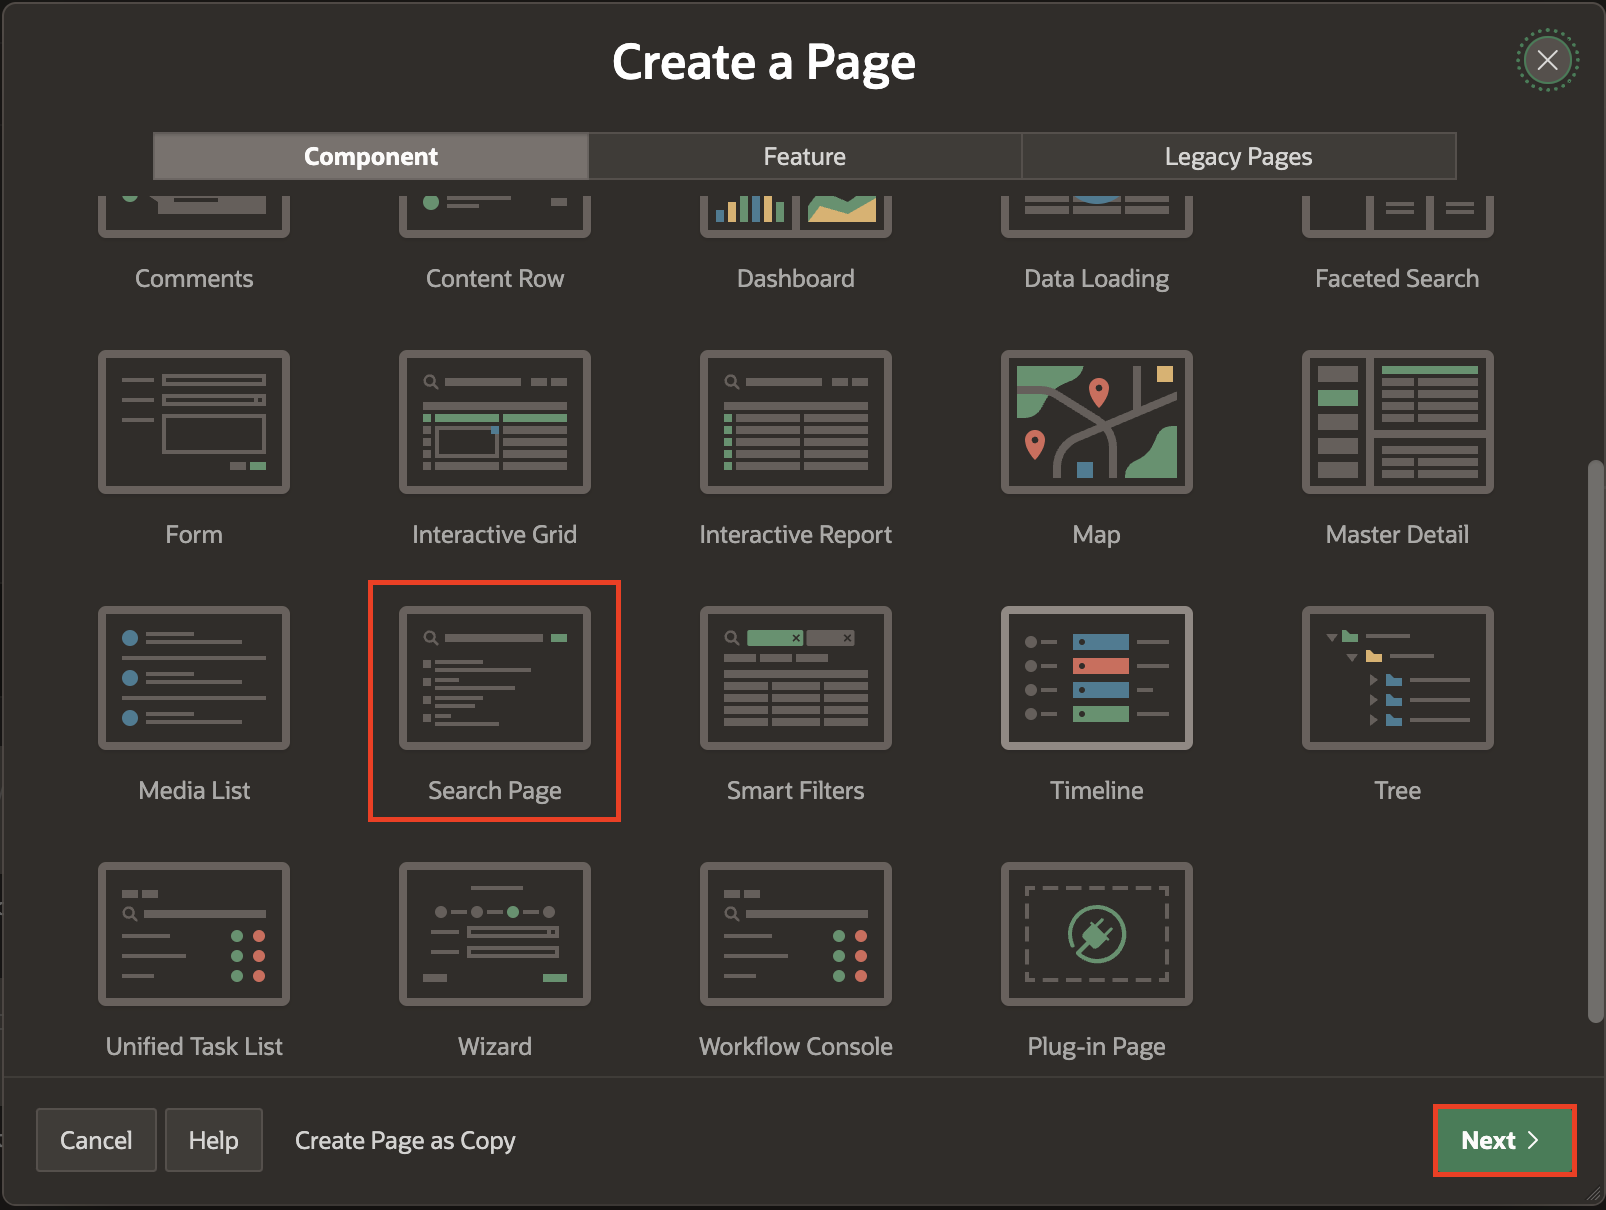 Create a Page
Component
Feature
Legacy Pages
Comments
Content Row
Dashboard
Data Loading
Faceted Search
Form
Interactive Grid
Interactive Report
Map
Master Detail
Media List
Search Page
Smart Filters
Timeline
Tree
Unified Task List
Wizard
Workflow Console
Plug-in Page
Cancel
Help
Create Page as Copy
Next